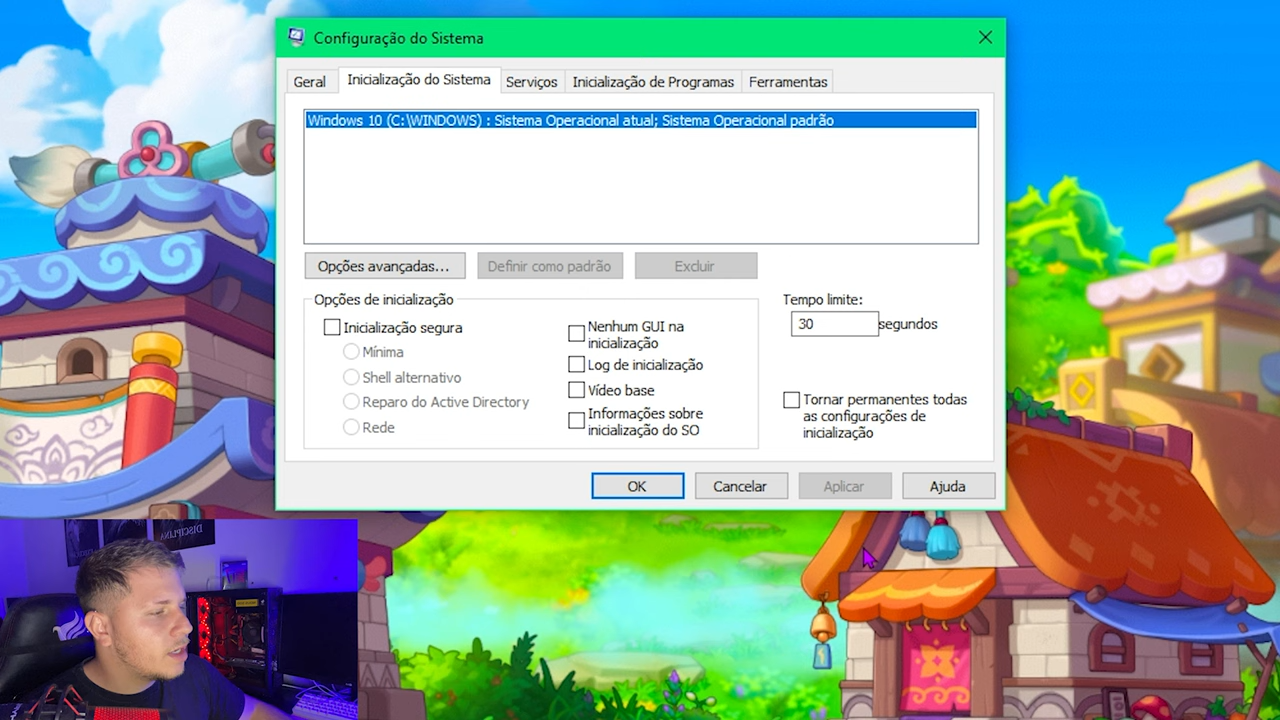 Configuração do Sistema
Geral
Inicialização do Sistema
Serviços
Inicialização de Programas
Ferramentas
Windows 10 (C:\WINDOWS) : Sistema Operacional atual; Sistema Operacional padrão
Opções avançadas...
Definir como padrão
Excluir
Opções de inicialização
Inicialização segura
Mínima
Shell alternativo
Reparo do Active Directory
Rede
Nenhum GUI na
inicialização
Log de inicialização
Vídeo base
Informações sobre
inicialização do SO
Tempo limite:
30 segundos
Tornar permanentes todas
as configurações de
inicialização
OK
Cancelar
Aplicar
Ajuda
DISCIPLINA